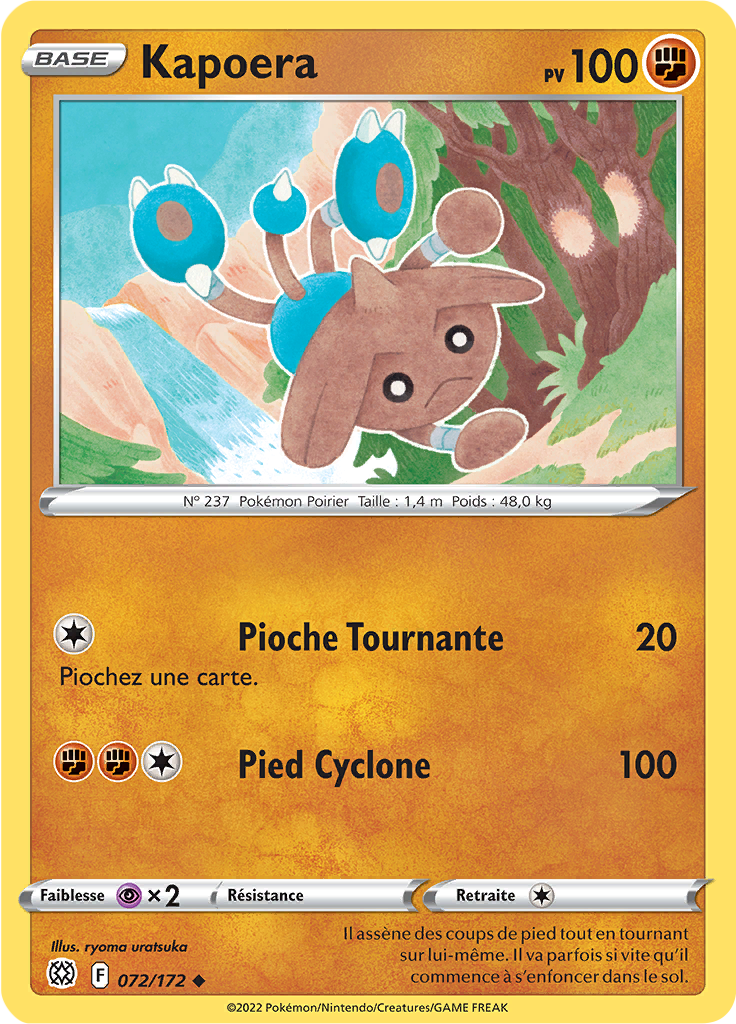 BASE Kapoera PV 100
N° 237 Pokémon Poirier Taille : 1,4 m Poids : 48,0 kg
Pioche Tournante 20
Piochez une carte.
Pied Cyclone 100
Faiblesse ×2 Résistance Retraite
Illus. ryoma uratsuka
Il assène des coups de pied tout en tournant
sur lui-même. Il va parfois si vite qu'il
commence à s'enfoncer dans le sol.
F 072/172
©2022 Pokémon/Nintendo/Creatures/GAME FREAK